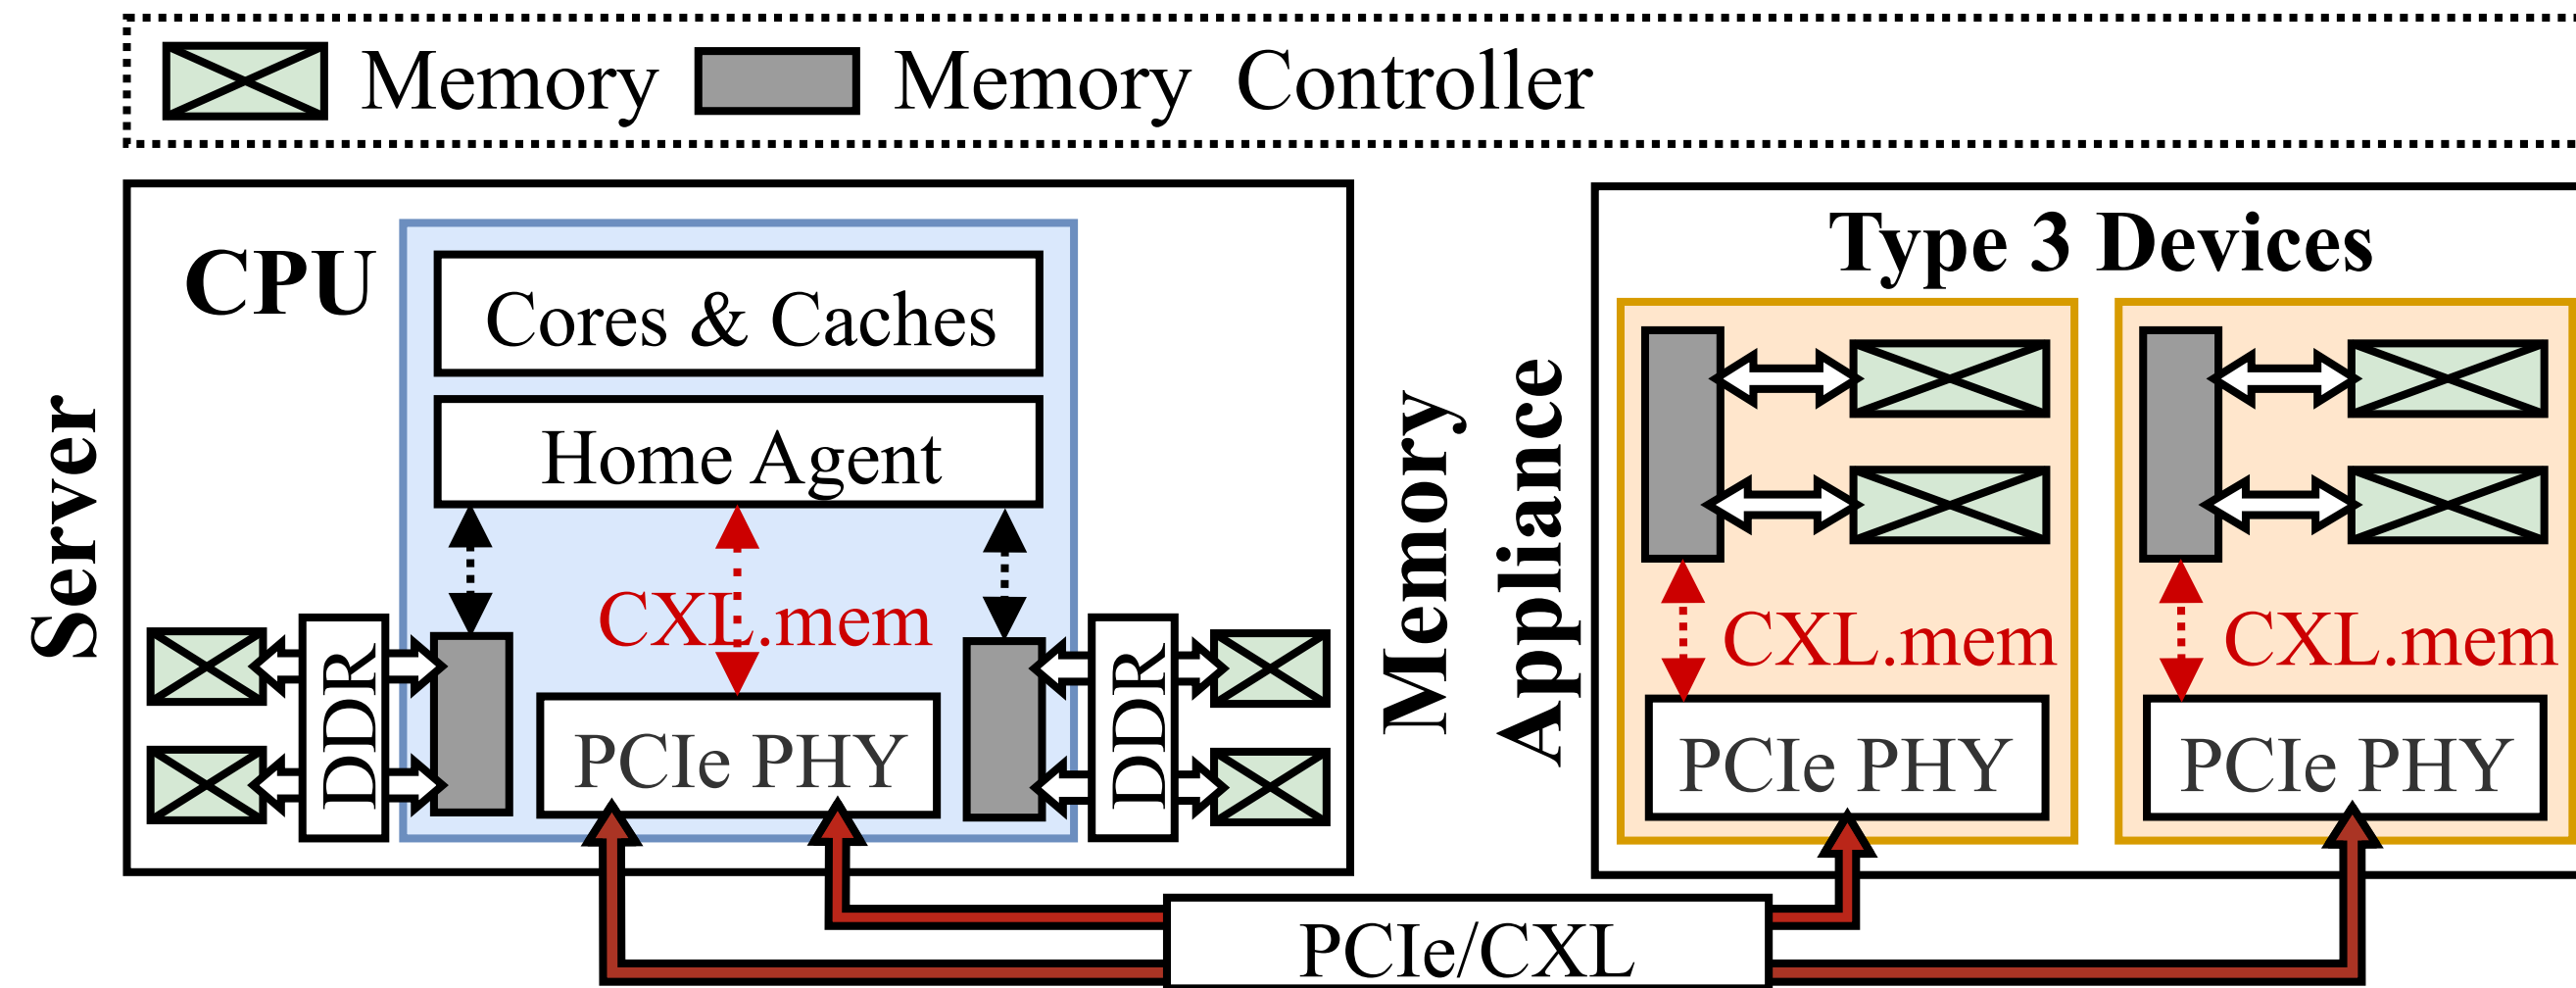 Memory
Memory Controller
Server
CPU
Cores & Caches
Home Agent
CXL.mem
DDR
PCIe PHY
DDR
Memory
Appliance
Type 3 Devices
CXL.mem
CXL.mem
PCIe PHY
PCIe PHY
PCIe/CXL